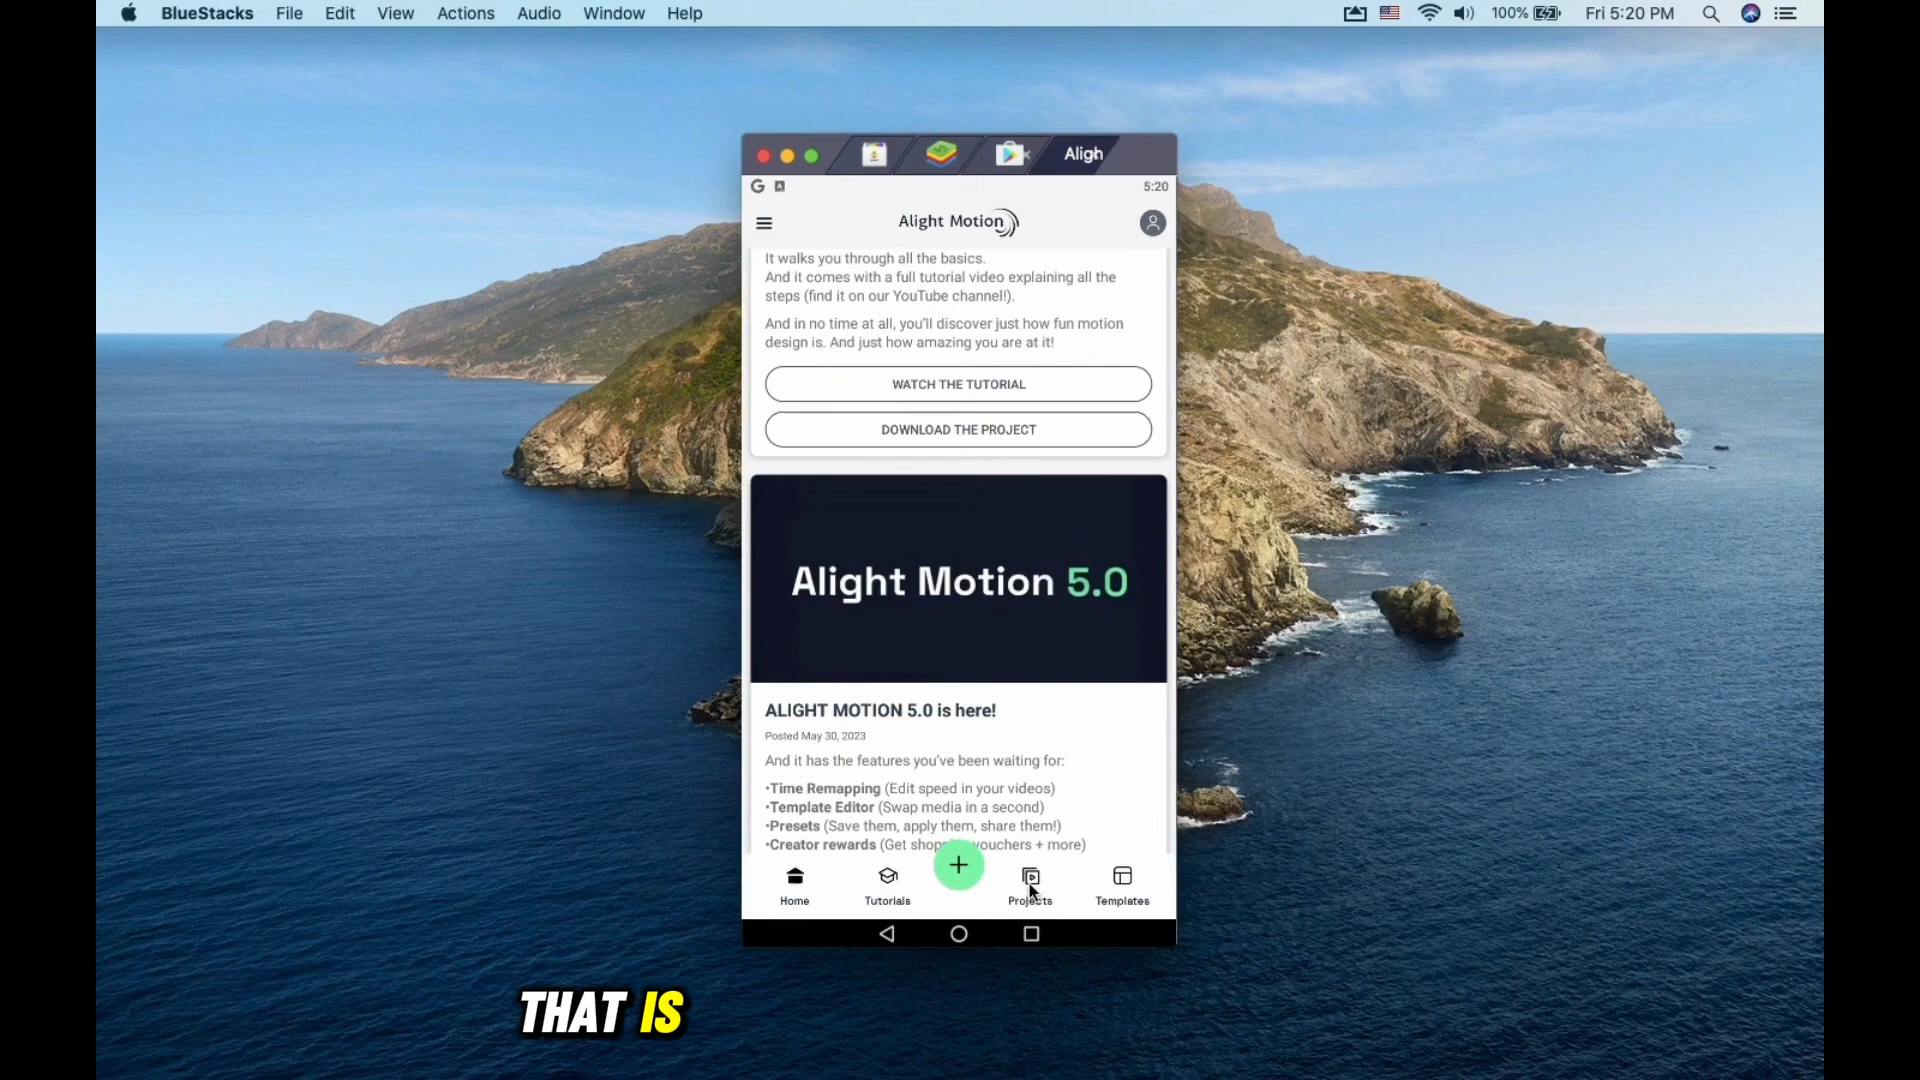 BlueStacks File Edit View Actions Audio Window Help 100% Fri 5:20 PM
Aligh
5:20
Alight Motion
It walks you through all the basics.
And it comes with a full tutorial video explaining all the
steps (find it on our YouTube channel!).
And in no time at all, you'll discover just how fun motion
design is. And just how amazing you are at it!
WATCH THE TUTORIAL
DOWNLOAD THE PROJECT
Alight Motion 5.0
ALIGHT MOTION 5.0 is here!
Posted May 30, 2023
And it has the features you've been waiting for:
•Time Remapping (Edit speed in your videos)
•Template Editor (Swap media in a second)
•Presets (Save them, apply them, share them!)
•Creator rewards (Get vouchers + more)
Home Tutorials Projects Templates
THAT IS